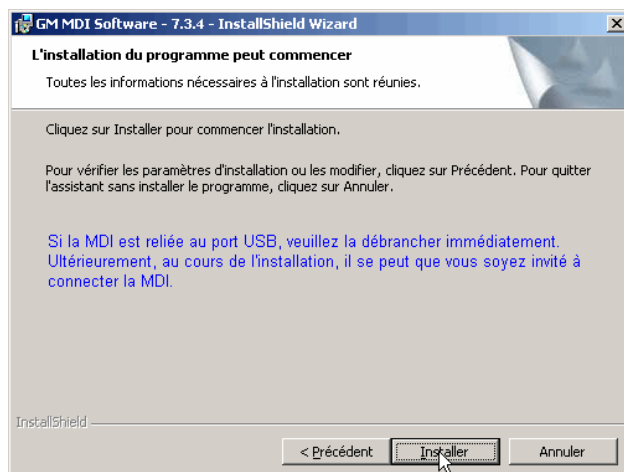 GM MDI Software - 7.3.4 - InstallShield Wizard
L'installation du programme peut commencer
Toutes les informations nécessaires à l'installation sont réunies.
Cliquez sur Installer pour commencer l'installation.
Pour vérifier les paramètres d'installation ou les modifier, cliquez sur Précédent. Pour quitter
l'assistant sans installer le programme, cliquez sur Annuler.
Si la MDI est reliée au port USB, veuillez la débrancher immédiatement.
Ultérieurement, au cours de l'installation, il se peut que vous soyez invité à
connecter la MDI.
InstallShield
< Précédent Installer Annuler